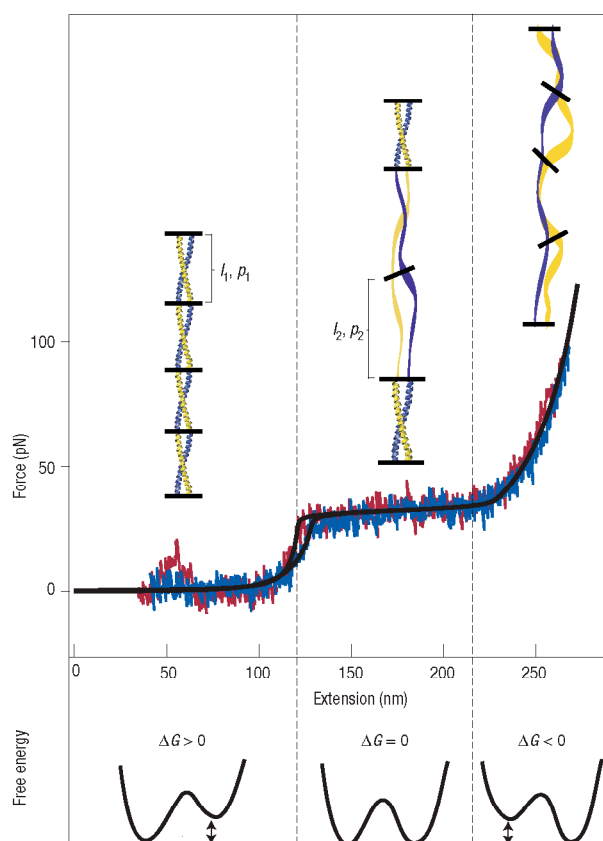 l1, p1
l2, p2
100
50
0
Force (pN)
0 50 100 150 200 250
Extension (nm)
Free energy
ΔG > 0 ΔG = 0 ΔG < 0